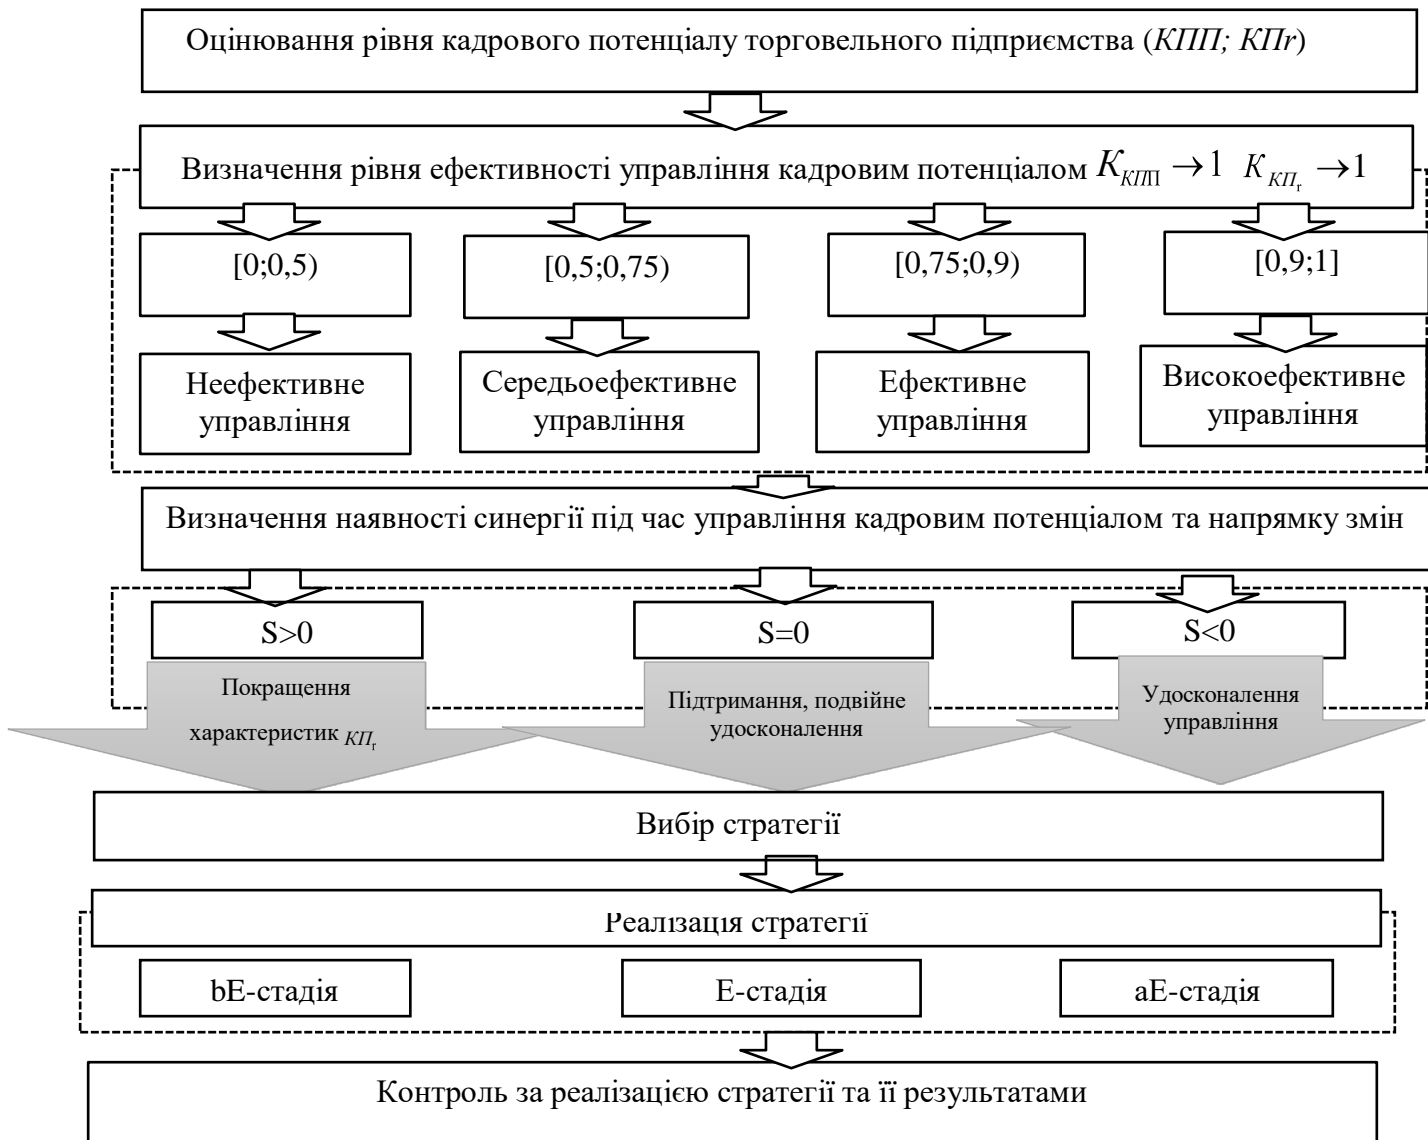 Оцінювання рівня кадрового потенціалу торговельного підприємства (КПП; КПr)
Визначення рівня ефективності управління кадровим потенціалом K_КПП → 1 K_КПr → 1
[0;0,5)
[0,5;0,75)
[0,75;0,9)
[0,9;1]
Неефективне
управління
Середьоефективне
управління
Ефективне
управління
Високоефективне
управління
Визначення наявності синергії під час управління кадровим потенціалом та напрямку змін
S>0
S=0
S<0
Покращення
характеристик КПr
Підтримання, подвійне
удосконалення
Удосконалення
управління
Вибір стратегії
Реалізація стратегії
bE-стадія
E-стадія
aE-стадія
Контроль за реалізацією стратегії та її результатами